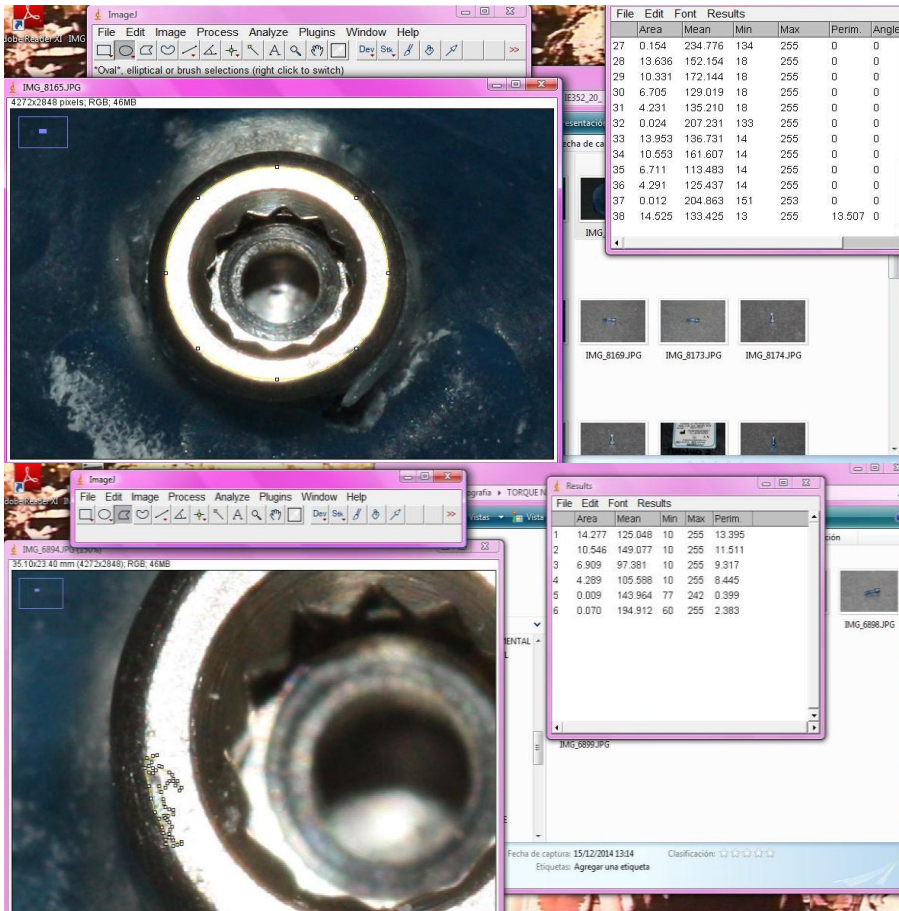 ImageJ
File Edit Image Process Analyze Plugins Window Help
Dev Stk >>
*Oval*, elliptical or brush selections (right click to switch)
IMG_8165.JPG
4272x2848 pixels; RGB; 46MB
File Edit Font Results
Area Mean Min Max Perim. Angle
27 0.154 234.776 134 255 0 0
28 13.636 152.154 18 255 0 0
29 10.331 172.144 18 255 0 0
30 6.705 129.019 18 255 0 0
31 4.231 135.210 18 255 0 0
32 0.024 207.231 133 255 0 0
33 13.953 136.731 14 255 0 0
34 10.553 161.607 14 255 0 0
35 6.711 113.483 14 255 0 0
36 4.291 125.437 14 255 0 0
37 0.012 204.863 151 253 0 0
38 14.525 133.425 13 255 13.507 0
IMG_8169.JPG IMG_8173.JPG IMG_8174.JPG
ImageJ
File Edit Image Process Analyze Plugins Window Help
Dev Stk >>
IMG_6894.JPG
35.10x23.40 mm (4272x2848); RGB; 46MB
Vistas
Results
File Edit Font Results
Area Mean Min Max Perim.
1 14.277 125.048 10 255 13.395
2 10.546 149.077 10 255 11.511
3 6.909 97.381 10 255 9.317
4 4.289 105.588 10 255 8.445
5 0.009 143.964 77 242 0.399
6 0.070 194.912 60 255 2.383
IMG_6898.JPG
IMG_6899.JPG
Fecha de captura: 15/12/2014 13:14 Clasificación:
Etiquetas: Agregar una etiqueta